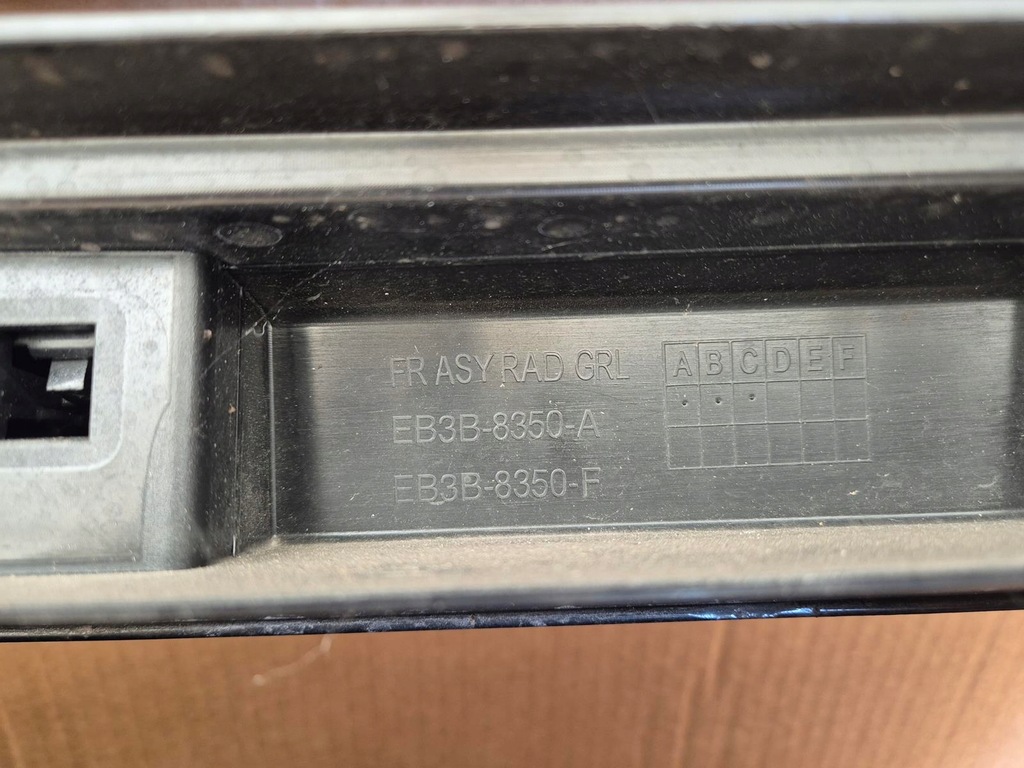 FR ASY RAD GRL
EB3B-8350-A
EB3B-8350-F
A B C D E F